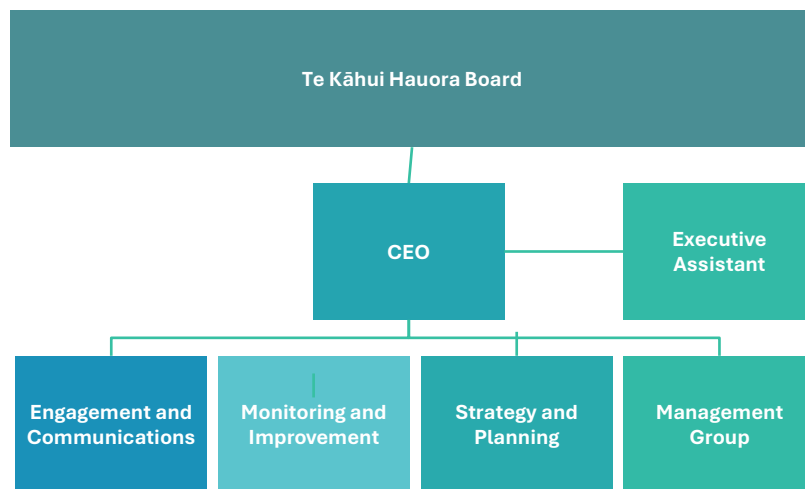 Te Kāhui Hauora Board
CEO
Executive
Assistant
Engagement and
Communications
Monitoring and
Improvement
Strategy and
Planning
Management
Group